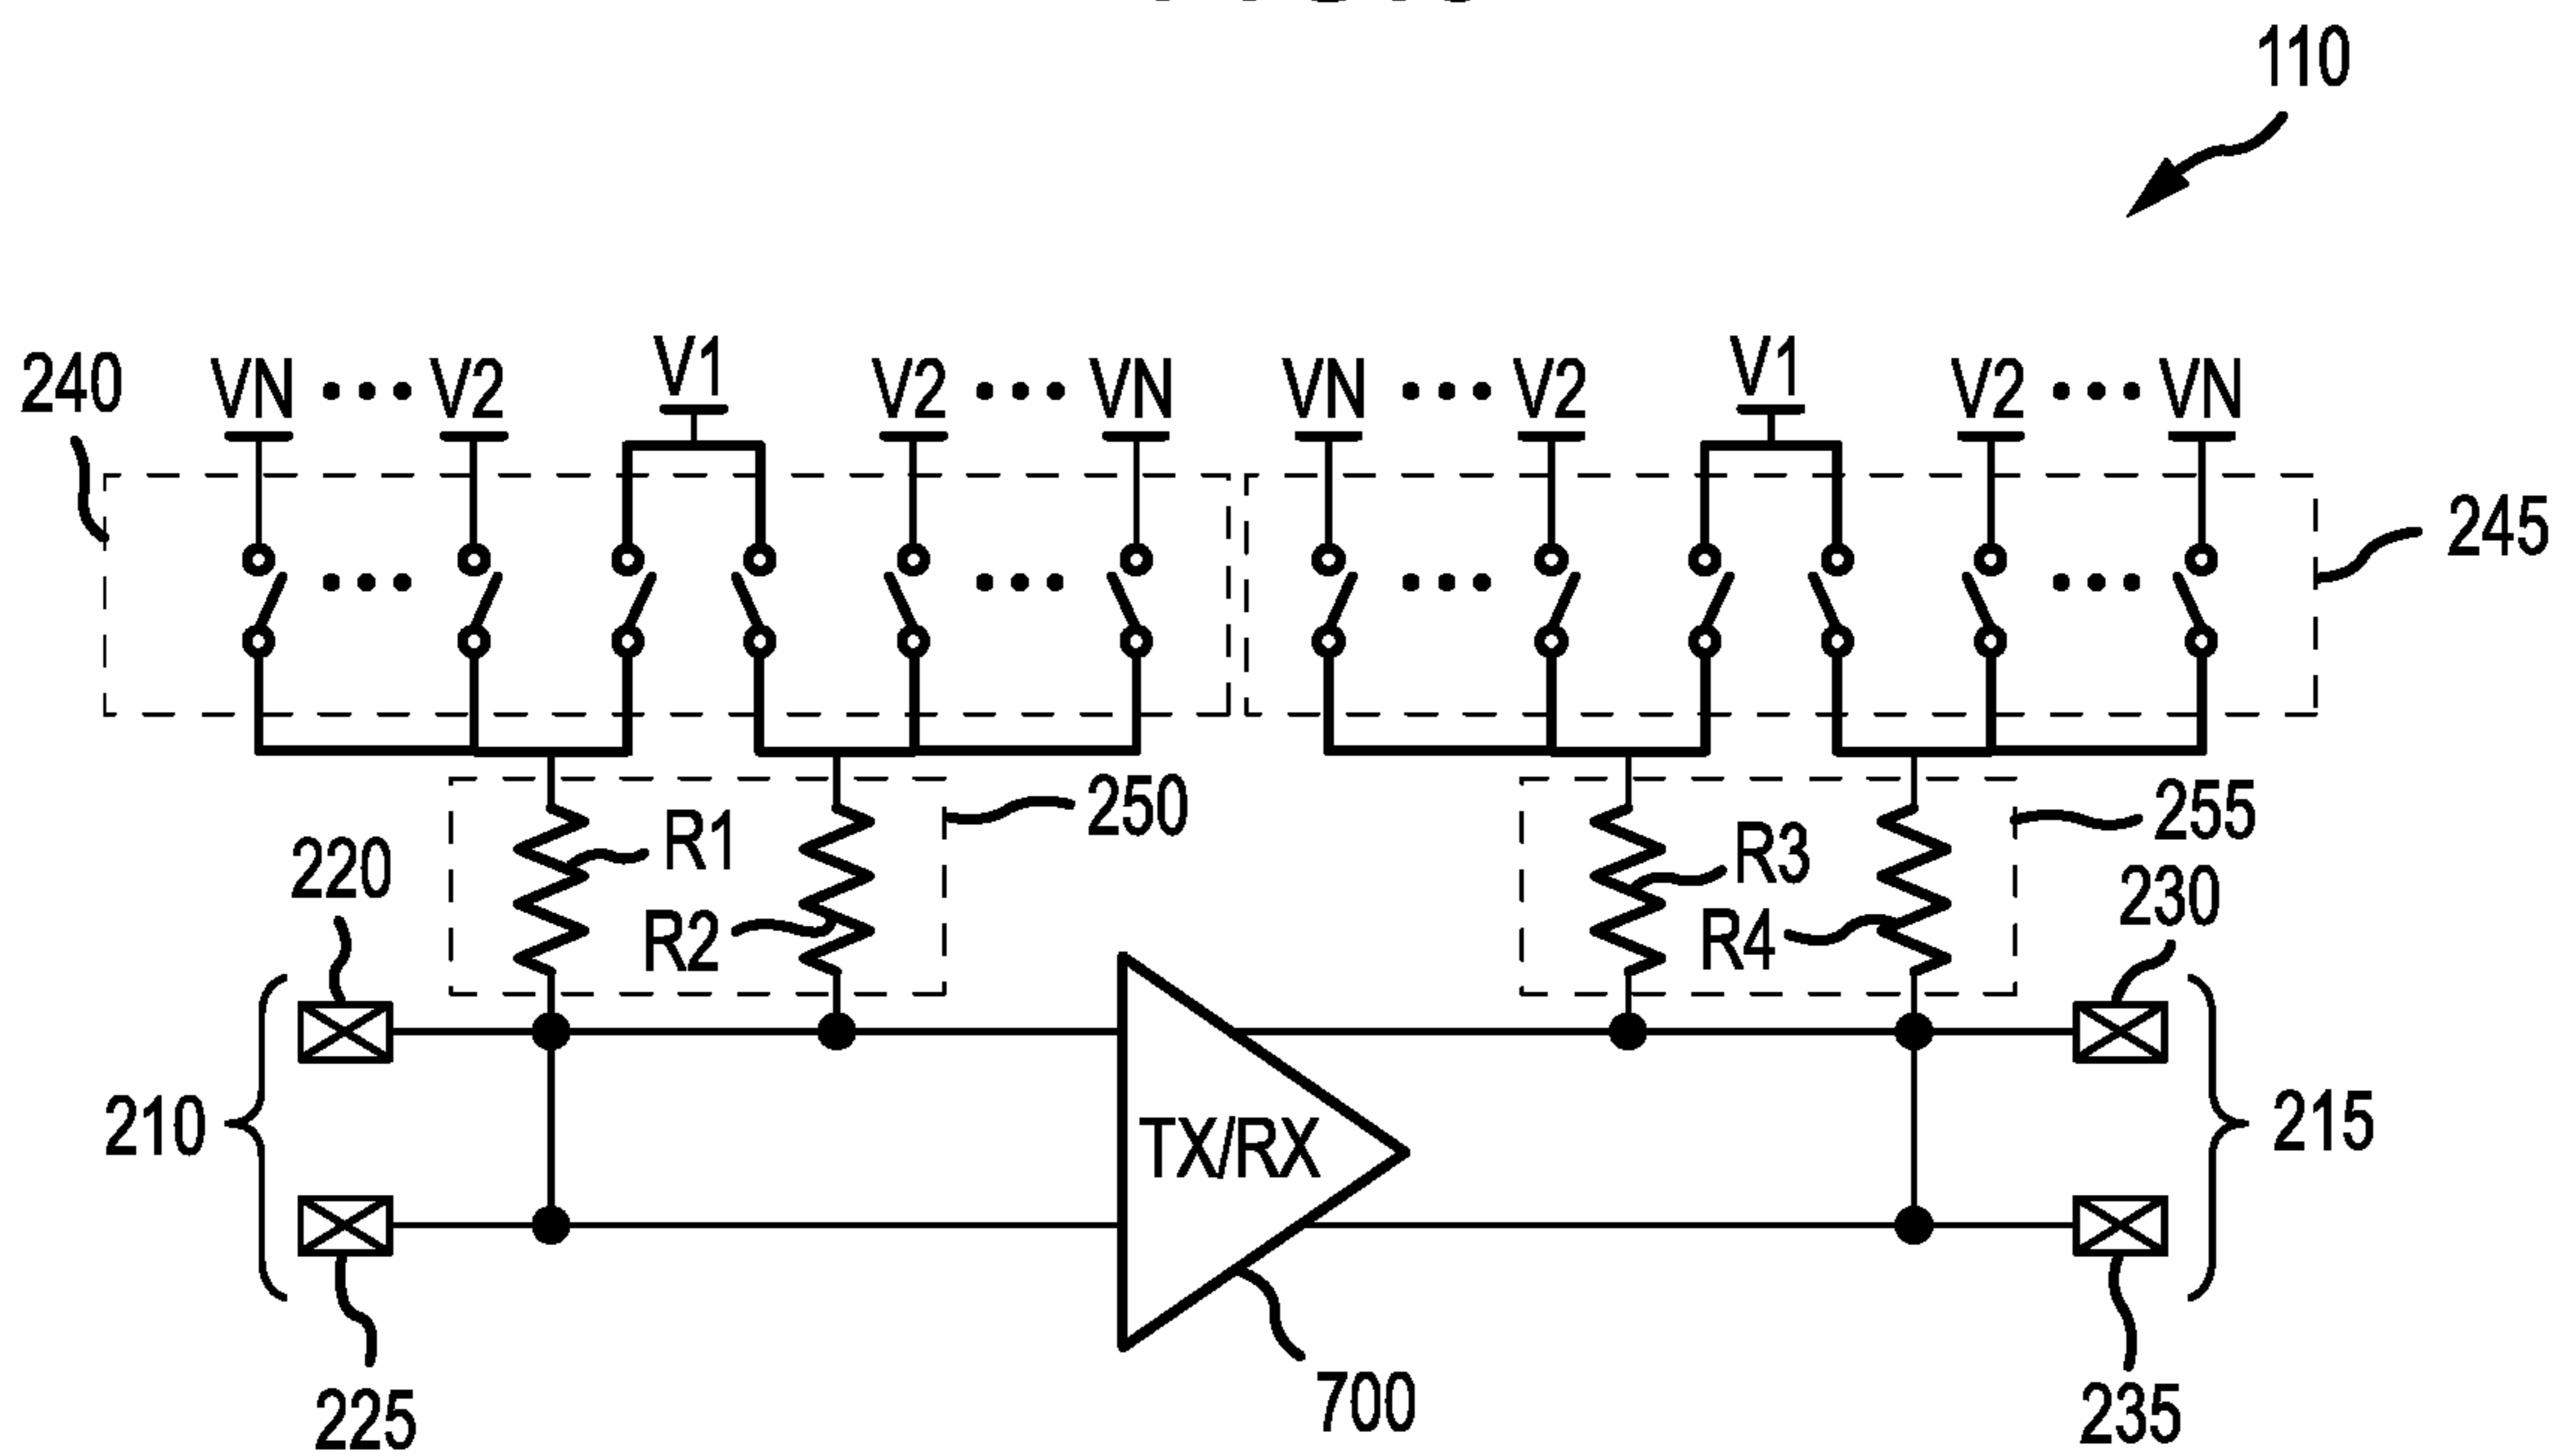 110
240 VN ••• V2 V1 V2 ••• VN VN ••• V2 V1 V2 ••• VN
••• ••• ••• •••
245
250
R1
R2
R3
R4
255
220
230
210
TX/RX
215
225
700
235